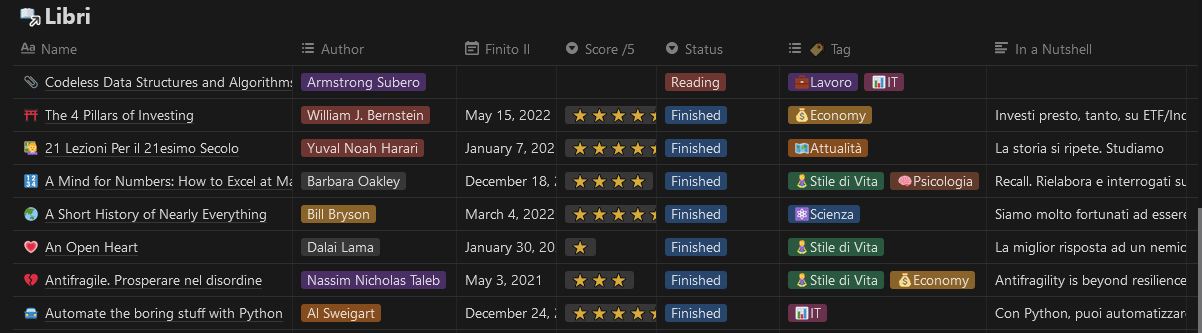 Libri
Aa Name Author Finito Il Score /5 Status Tag In a Nutshell
Codeless Data Structures and Algorithms Armstrong Subero Reading Lavoro IT
The 4 Pillars of Investing William J. Bernstein May 15, 2022 Finished Economy Investi presto, tanto, su ETF/Ind
21 Lezioni Per il 21esimo Secolo Yuval Noah Harari January 7, 202 Finished Attualità La storia si ripete. Studiamo
A Mind for Numbers: How to Excel at Ma Barbara Oakley December 18, Finished Stile di Vita Psicologia Recall. Rielabora e interrogati su
A Short History of Nearly Everything Bill Bryson March 4, 2022 Finished Scienza Siamo molto fortunati ad essere
An Open Heart Dalai Lama January 30, 20 Finished Stile di Vita La miglior risposta ad un nemic
Antifragile. Prosperare nel disordine Nassim Nicholas Taleb May 3, 2021 Finished Stile di Vita Economy Antifragility is beyond resilience
Automate the boring stuff with Python Al Sweigart December 24, Finished IT Con Python, puoi automatizzare